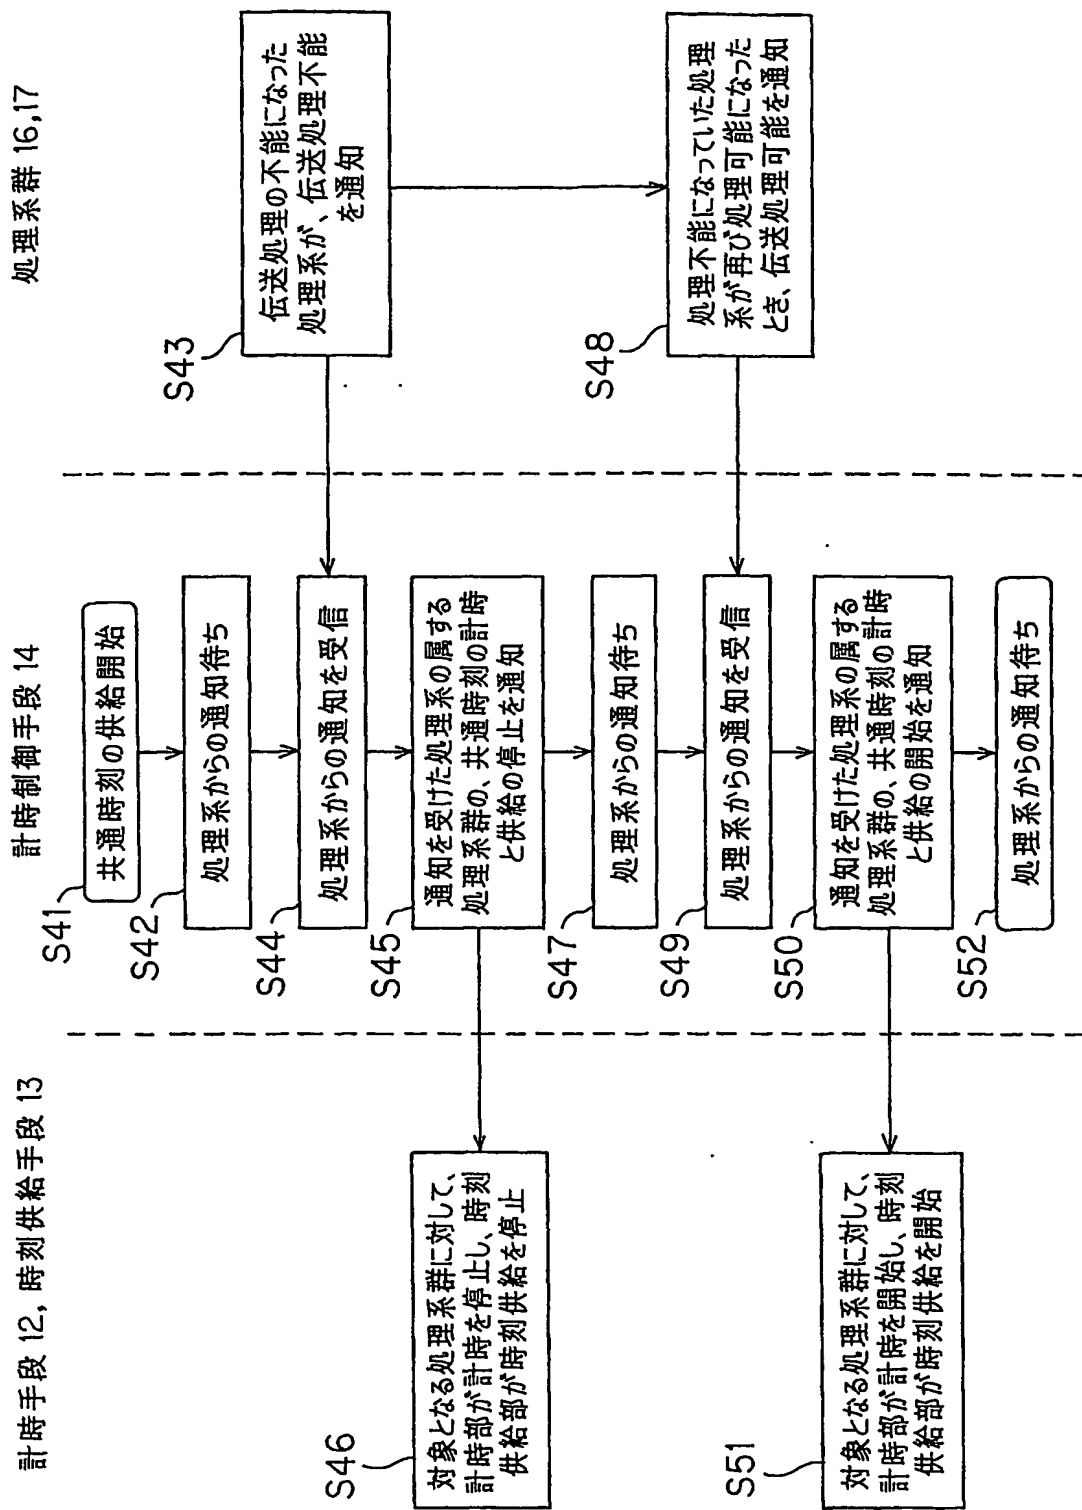 計時手段 12, 時刻供給手段 13
計時制御手段 14
処理系群 16,17
S41
共通時刻の供給開始
S42
処理系からの通知待ち
S43
伝送処理の不能になった
処理系が、伝送処理不能
を通知
S44
処理系からの通知を受信
S45
通知を受けた処理系の属する
処理系群の、共通時刻の計時
と供給の停止を通知
S46
対象となる処理系群に対して、
計時部が計時を停止し、時刻
供給部が時刻供給を停止
S47
処理系からの通知待ち
S48
処理不能になっていた処理
系が再び処理可能になった
とき、伝送処理可能を通知
S49
処理系からの通知を受信
S50
通知を受けた処理系の属する
処理系群の、共通時刻の計時
と供給の開始を通知
S51
対象となる処理系群に対して、
計時部が計時を開始し、時刻
供給部が時刻供給を開始
S52
処理系からの通知待ち